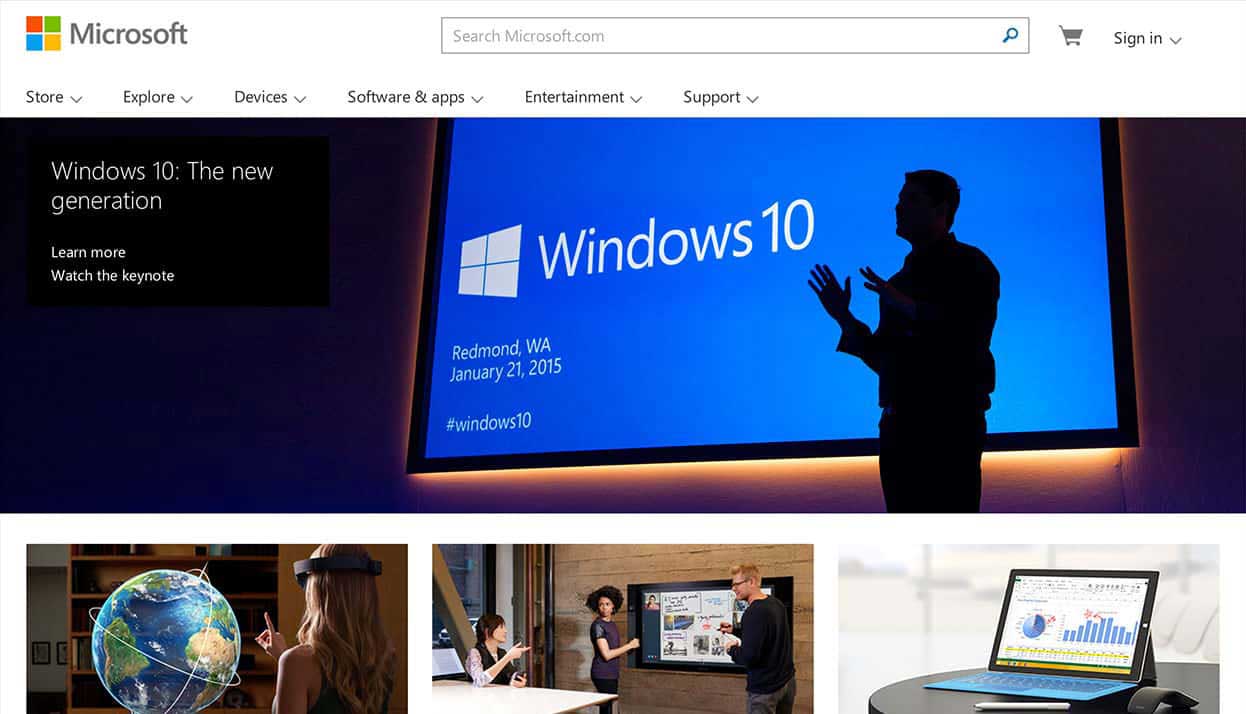 Microsoft
Search Microsoft.com
Sign in
Store
Explore
Devices
Software & apps
Entertainment
Support
Windows 10: The new
generation
Learn more
Watch the keynote
Windows 10
Redmond, WA
January 21, 2015
#windows10